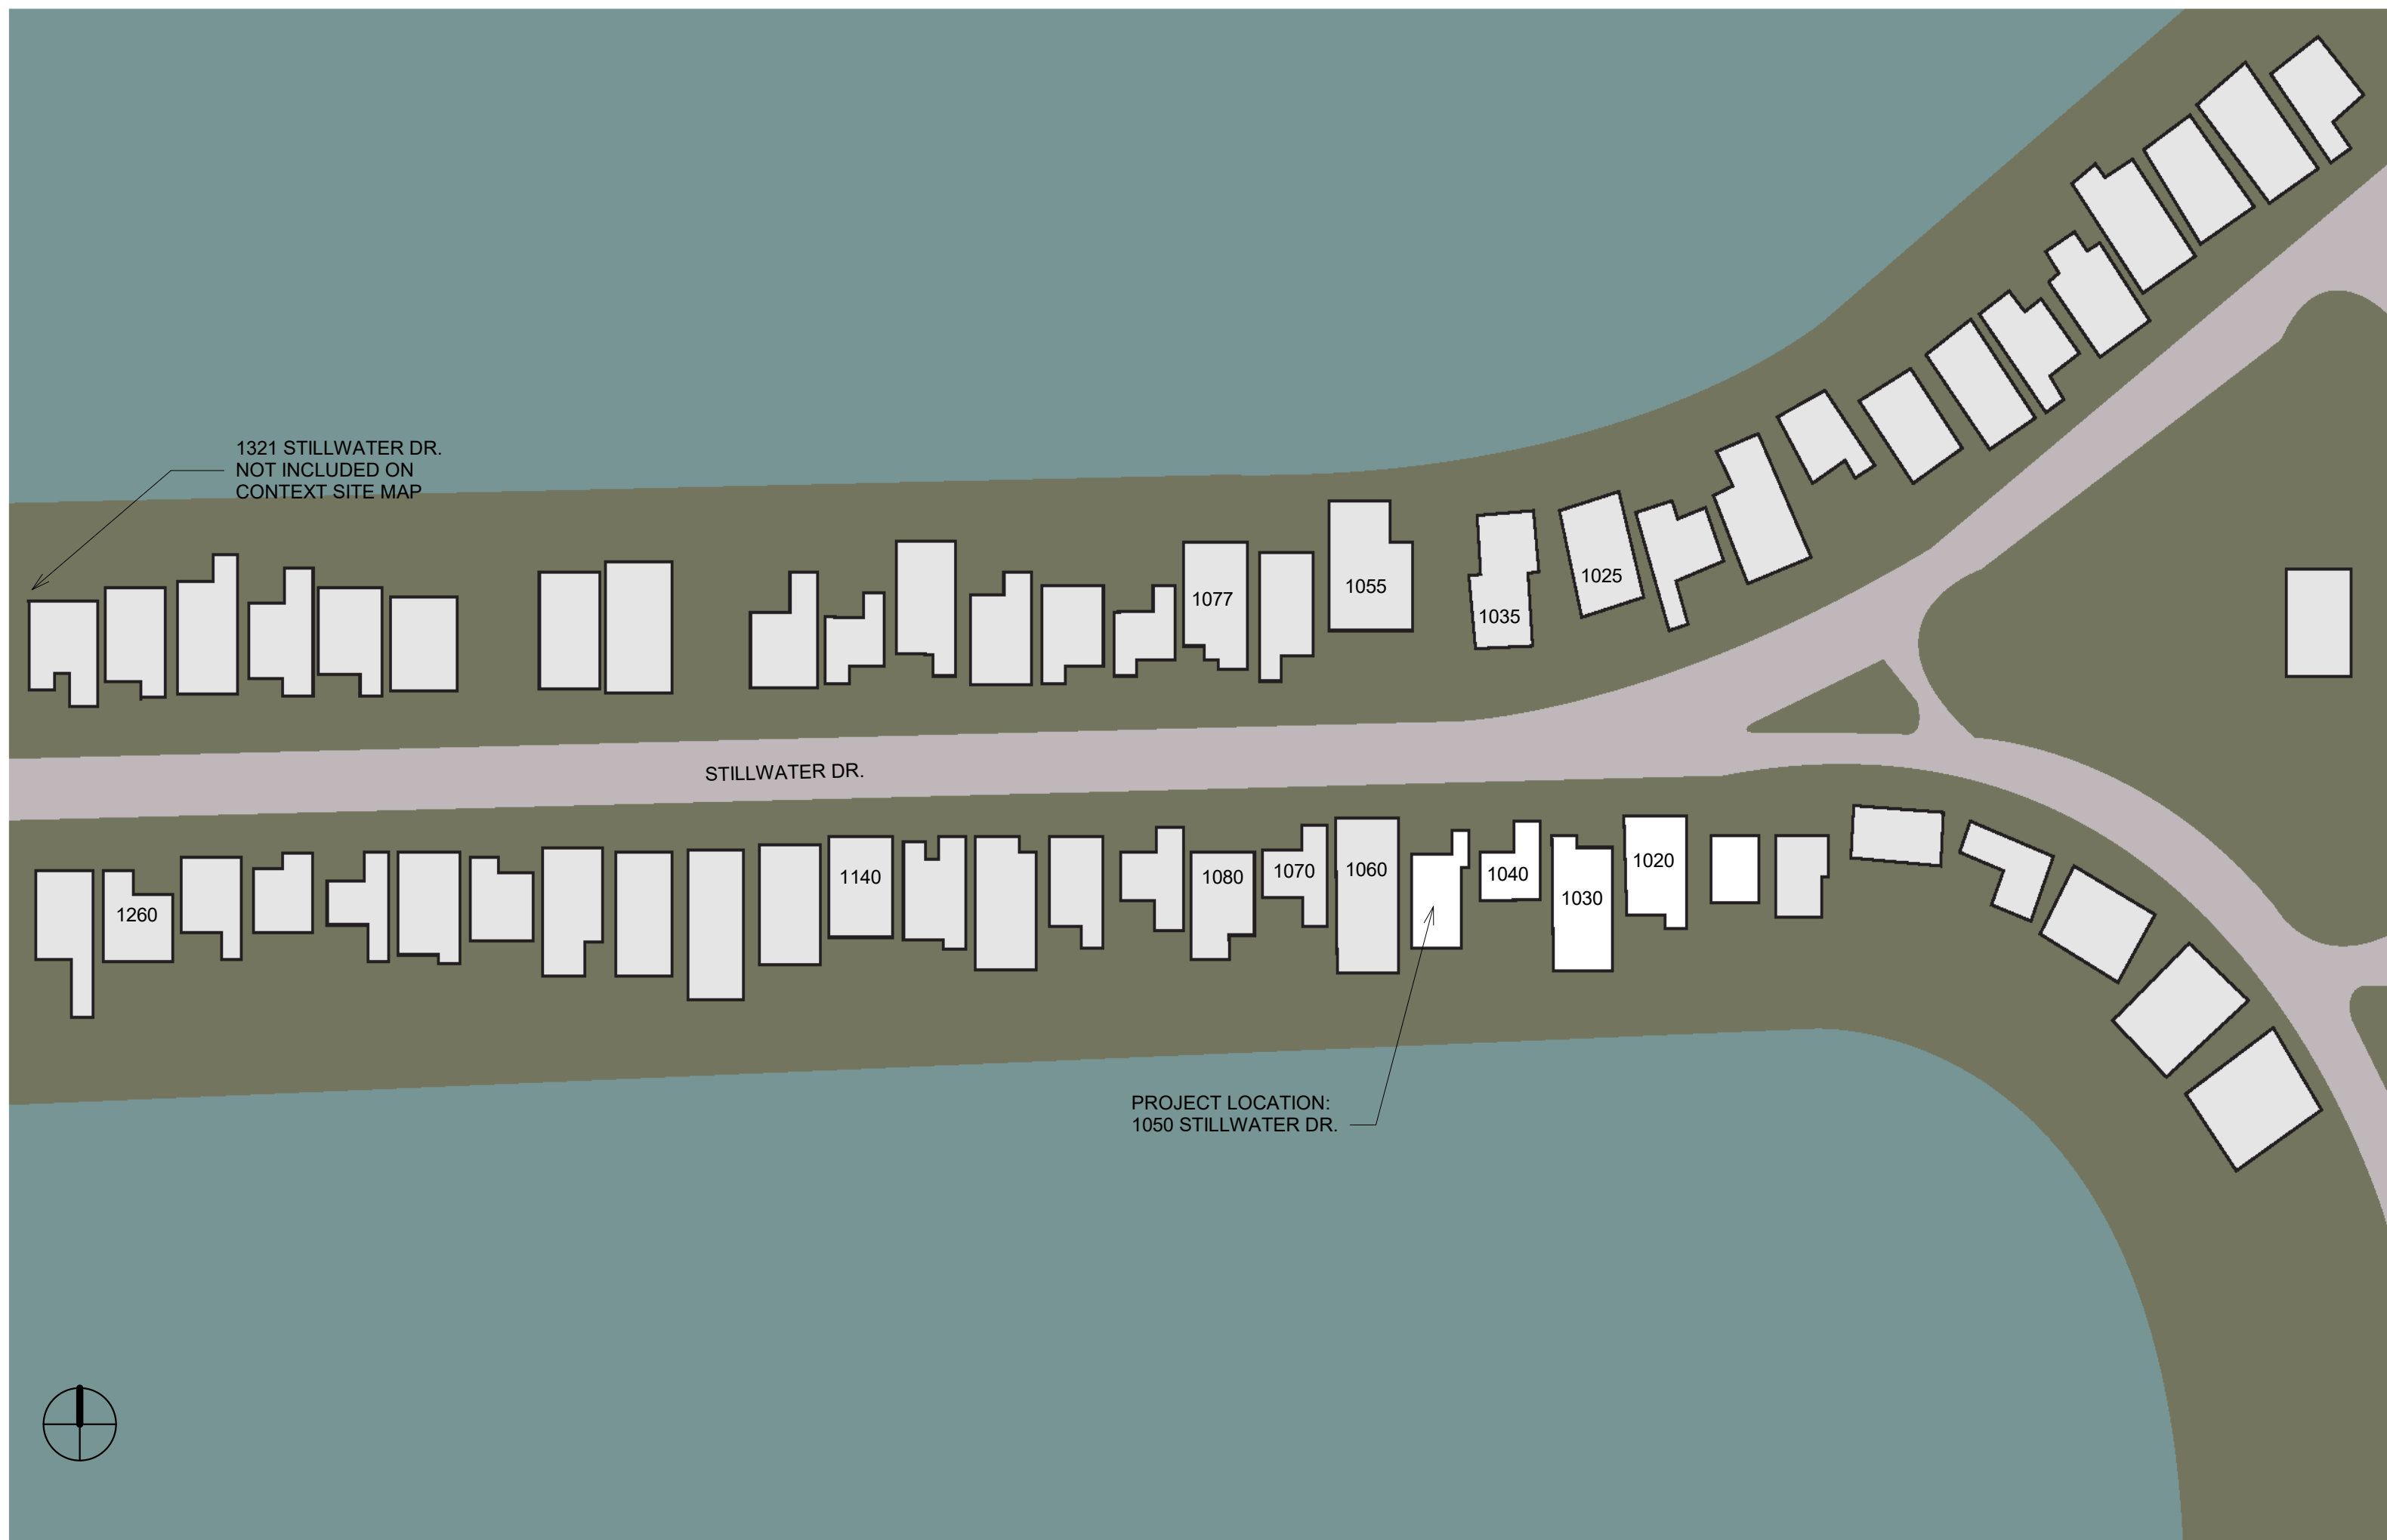 1321 STILLWATER DR.
NOT INCLUDED ON
CONTEXT SITE MAP
1077
1055
1035
1025
STILLWATER DR.
1260
1140
1080
1070
1060
1040
1030
1020
PROJECT LOCATION:
1050 STILLWATER DR.